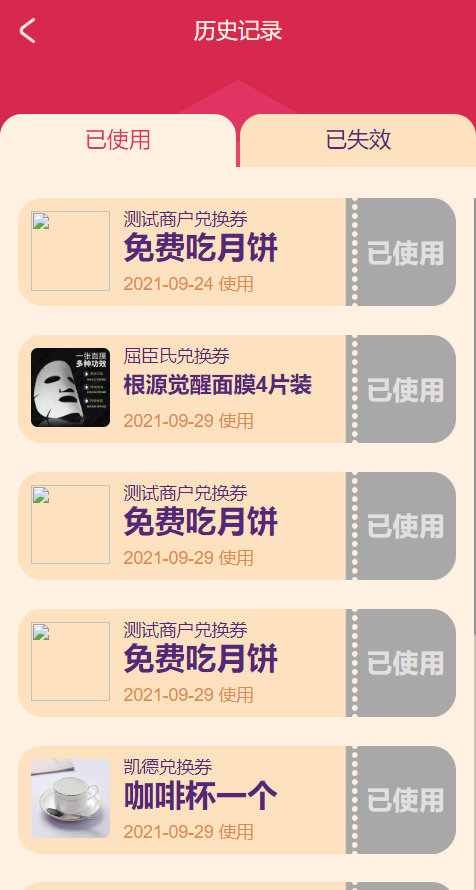 历史记录
已使用
已失效
测试商户兑换券
免费吃月饼
2021-09-24 使用
已使用
一张面膜
多种功效
屈臣氏兑换券
根源觉醒面膜4片装
2021-09-29 使用
已使用
测试商户兑换券
免费吃月饼
2021-09-29 使用
已使用
测试商户兑换券
免费吃月饼
2021-09-29 使用
已使用
凯德兑换券
咖啡杯一个
2021-09-29 使用
已使用